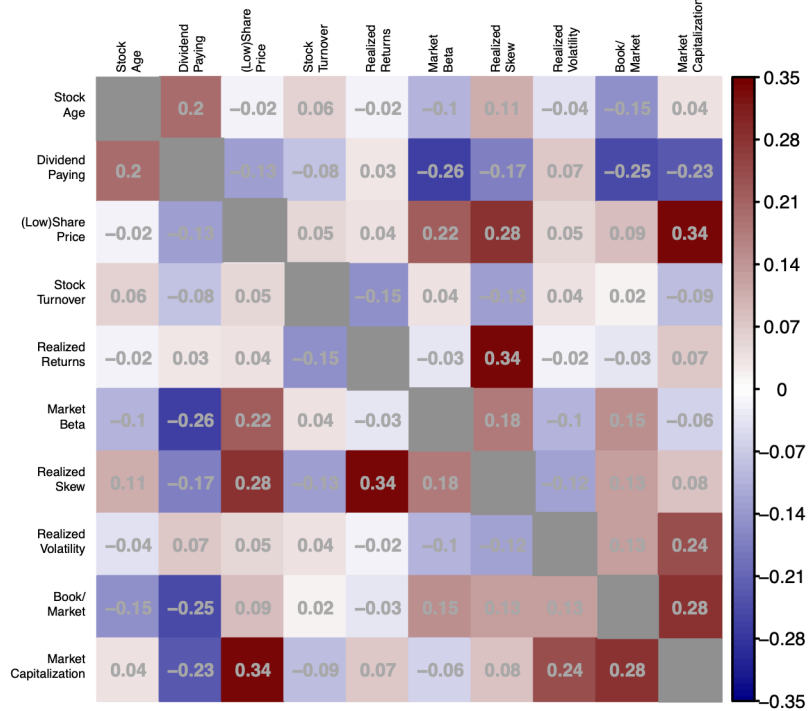 Stock Age
Dividend Paying
(Low)Share Price
Stock Turnover
Realized Returns
Market Beta
Realized Skew
Realized Volatility
Book/ Market
Market Capitalization
Stock Age 0.2 −0.02 0.06 −0.02 −0.1 0.11 −0.04 −0.15 0.04
Dividend Paying 0.2 −0.13 −0.08 0.03 −0.26 −0.17 0.07 −0.25 −0.23
(Low)Share Price −0.02 −0.13 0.05 0.04 0.22 0.28 0.05 0.09 0.34
Stock Turnover 0.06 −0.08 0.05 −0.15 0.04 −0.13 0.04 0.02 −0.09
Realized Returns −0.02 0.03 0.04 −0.15 −0.03 0.34 −0.02 −0.03 0.07
Market Beta −0.1 −0.26 0.22 0.04 −0.03 0.18 −0.1 0.15 −0.06
Realized Skew 0.11 −0.17 0.28 −0.13 0.34 0.18 0.08
Realized Volatility −0.04 0.07 0.05 0.04 −0.02 −0.1 0.13 0.24
Book/ Market −0.15 −0.25 0.09 0.02 −0.03 0.15 0.28
Market Capitalization 0.04 −0.23 0.34 −0.09 0.07 −0.06 0.08 0.24 0.28
0.35
0.28
0.21
0.14
0.07
0
−0.07
−0.14
−0.21
−0.28
−0.35